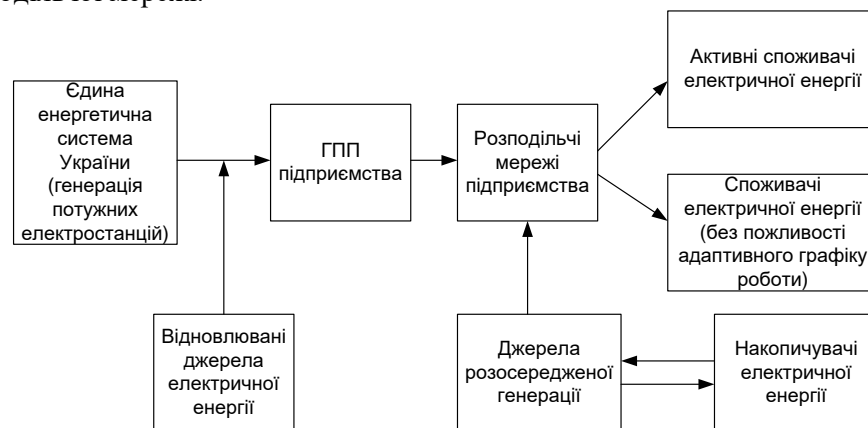 Активні споживачі
електричної енергії
Єдина
енергетична
система
України
(генерація
потужних
електростанцій)
ГПП
підприємства
Розподільчі
мережі
підприємства
Споживачі
електричної енергії
(без пожливості
адаптивного графіку
роботи)
Відновлювані
джерела
електричної
енергії
Джерела
розосередженої
генерації
Накопичувачі
електричної
енергії